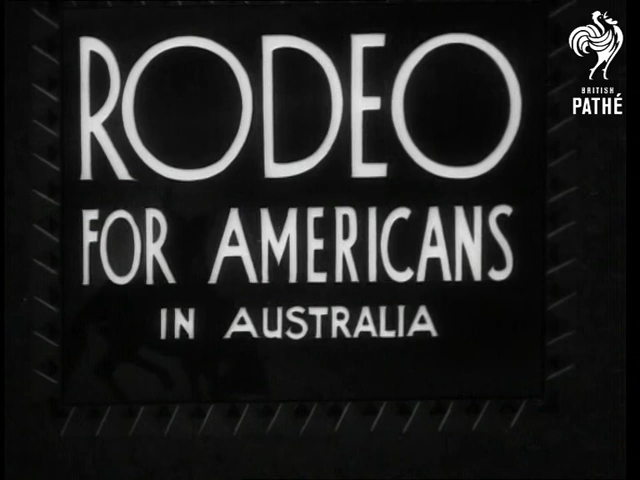 RODEO
FOR AMERICANS
IN AUSTRALIA
BRITISH
PATHÉ